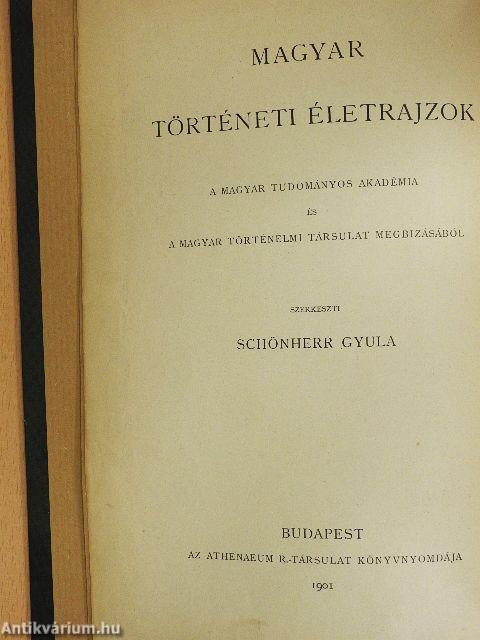 MAGYAR
TÖRTÉNETI ÉLETRAJZOK
A MAGYAR TUDOMÁNYOS AKADÉMIA
ÉS
A MAGYAR TÖRTÉNELMI TÁRSULAT MEGBIZÁSÁBÓL
SZERKESZTI
SCHÖNHERR GYULA
BUDAPEST
AZ ATHENAEUM R.-TÁRSULAT KÖNYVNYOMDÁJA
1901
Antikvárium.hu